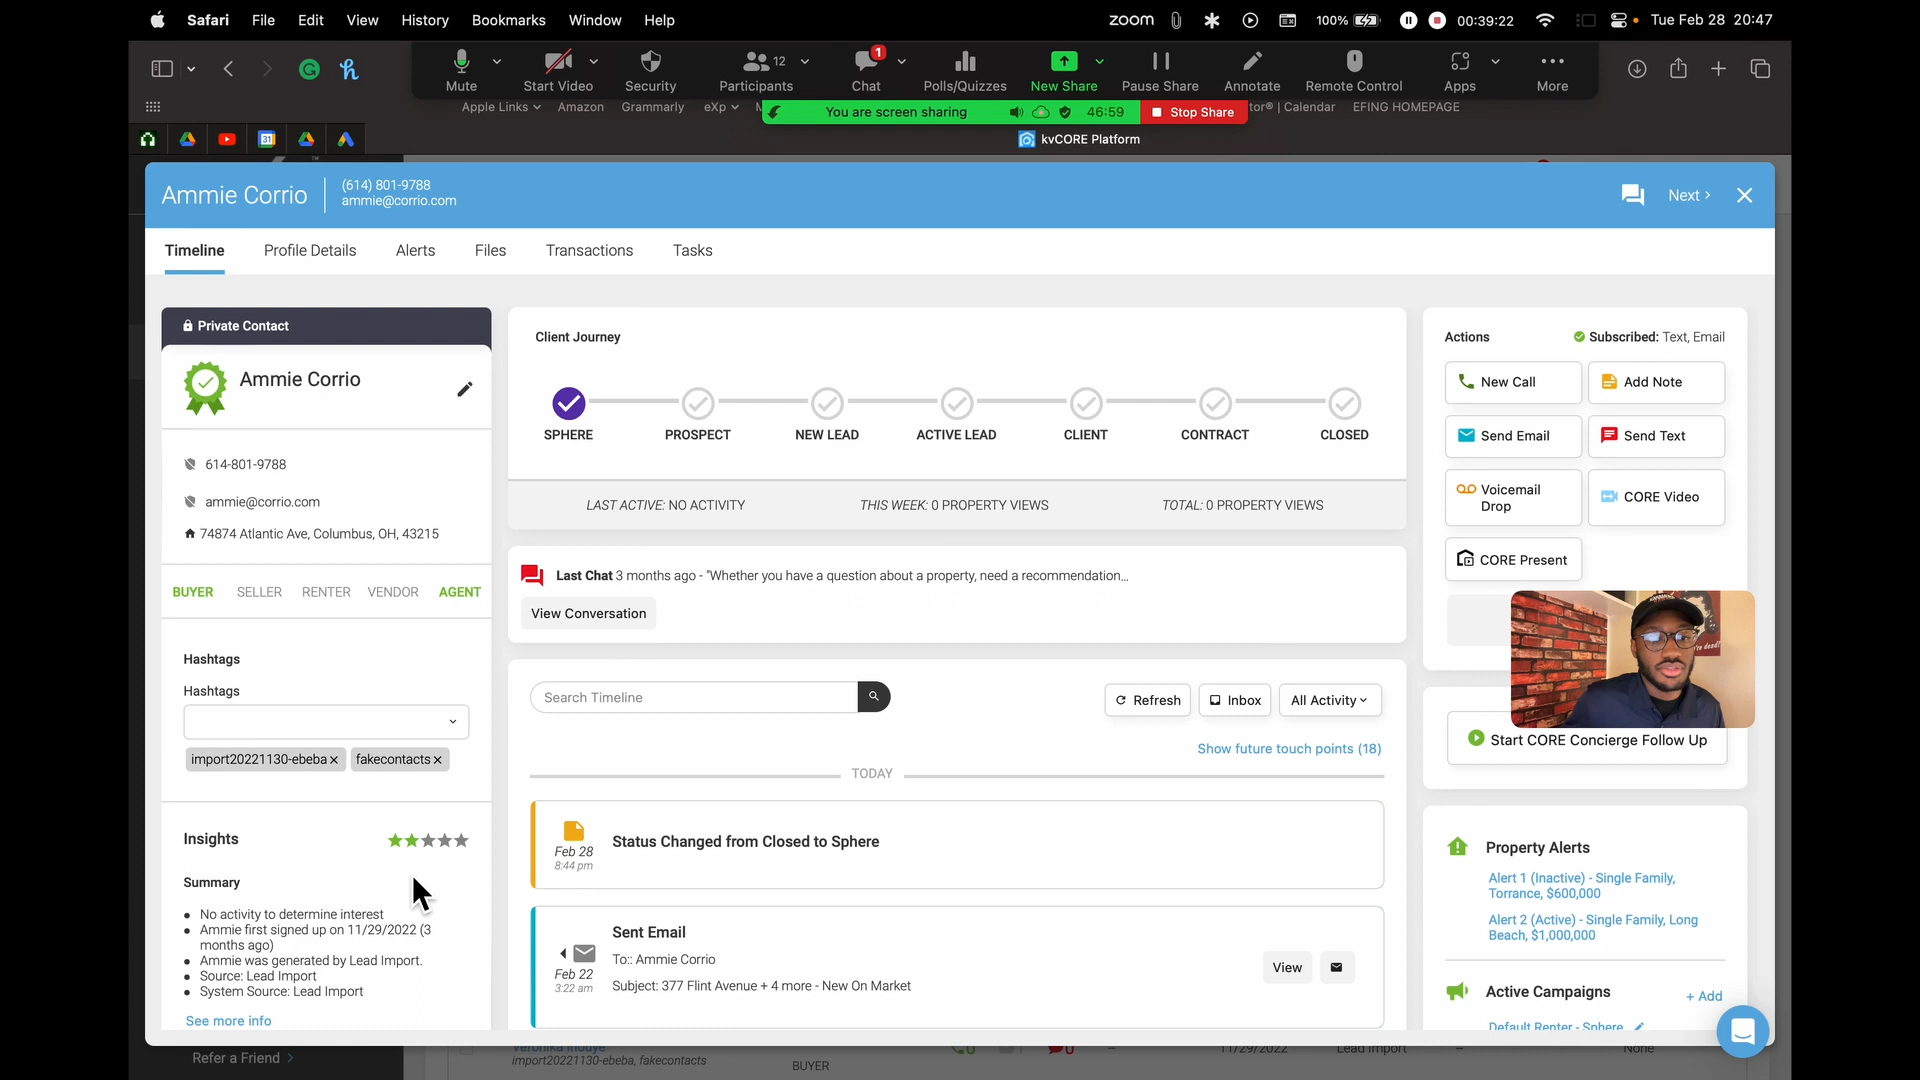 Safari File Edit View History Bookmarks Window Help
zoom 100% 00:39:22 Tue Feb 28 20:47
12 1
Mute Start Video Security Participants Chat Polls/Quizzes New Share Pause Share Annotate Remote Control Apps More
Apple Links Amazon Grammarly eXp
You are screen sharing 46:59 Stop Share
tor® | Calendar EFING HOMEPAGE
31
kvCORE Platform
Ammie Corrio
(614) 801-9788
ammie@corrio.com
Next >
Timeline Profile Details Alerts Files Transactions Tasks
Private Contact
Ammie Corrio
614-801-9788
ammie@corrio.com
74874 Atlantic Ave, Columbus, OH, 43215
BUYER SELLER RENTER VENDOR AGENT
Hashtags
Hashtags
import20221130-ebeba × fakecontacts ×
Insights
Summary
No activity to determine interest
Ammie first signed up on 11/29/2022 (3
months ago)
Ammie was generated by Lead Import.
Source: Lead Import
System Source: Lead Import
See more info
Client Journey
SPHERE PROSPECT NEW LEAD ACTIVE LEAD CLIENT CONTRACT CLOSED
LAST ACTIVE: NO ACTIVITY THIS WEEK: 0 PROPERTY VIEWS TOTAL: 0 PROPERTY VIEWS
Last Chat 3 months ago - "Whether you have a question about a property, need a recommendation...
View Conversation
Search Timeline
Refresh Inbox All Activity
Show future touch points (18)
TODAY
Feb 28
8:44 pm
Status Changed from Closed to Sphere
Sent Email
To:: Ammie Corrio
Subject: 377 Flint Avenue + 4 more - New On Market
Feb 22
3:22 am
View
Actions Subscribed: Text, Email
New Call Add Note
Send Email Send Text
Voicemail
Drop
CORE Video
CORE Present
Start CORE Concierge Follow Up
Property Alerts
Alert 1 (Inactive) - Single Family,
Torrance, $600,000
Alert 2 (Active) - Single Family, Long
Beach, $1,000,000
Active Campaigns + Add
Default Renter - Sphere
Refer a Friend >
Veronika Inouye
import20221130-ebeba, fakecontacts
BUYER
0 0 -- 11/29/2022 Lead Import -- None